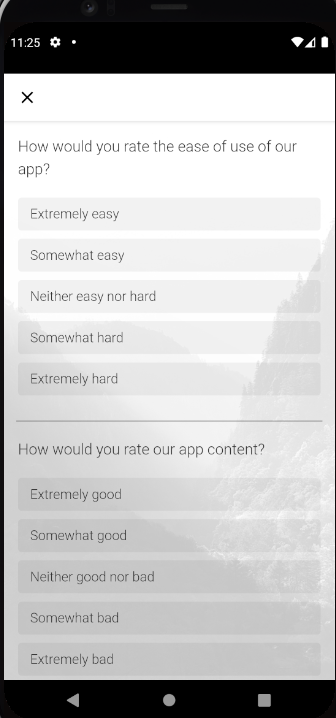 11:25
How would you rate the ease of use of our
app?
Extremely easy
Somewhat easy
Neither easy nor hard
Somewhat hard
Extremely hard
How would you rate our app content?
Extremely good
Somewhat good
Neither good nor bad
Somewhat bad
Extremely bad